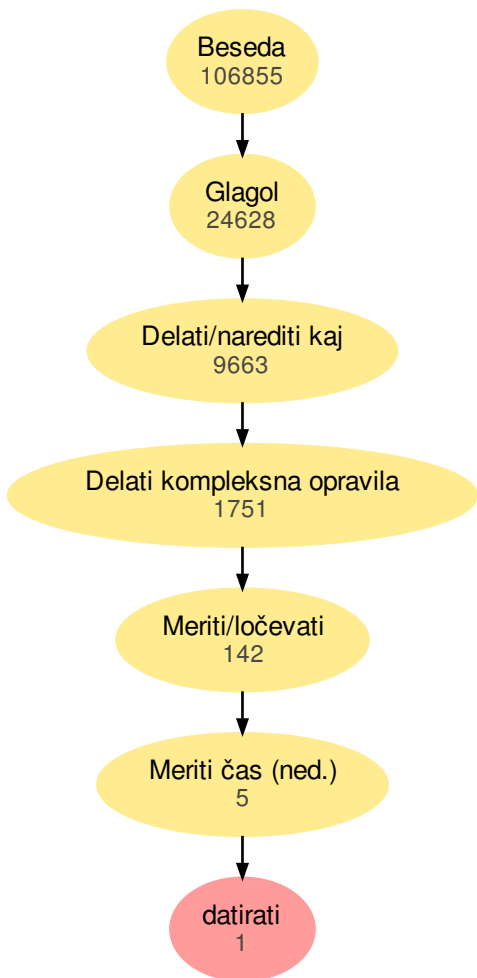 Beseda
106855
Glagol
24628
Delati/narediti kaj
9663
Delati kompleksna opravila
1751
Meriti/ločevati
142
Meriti čas (ned.)
5
datirati
1